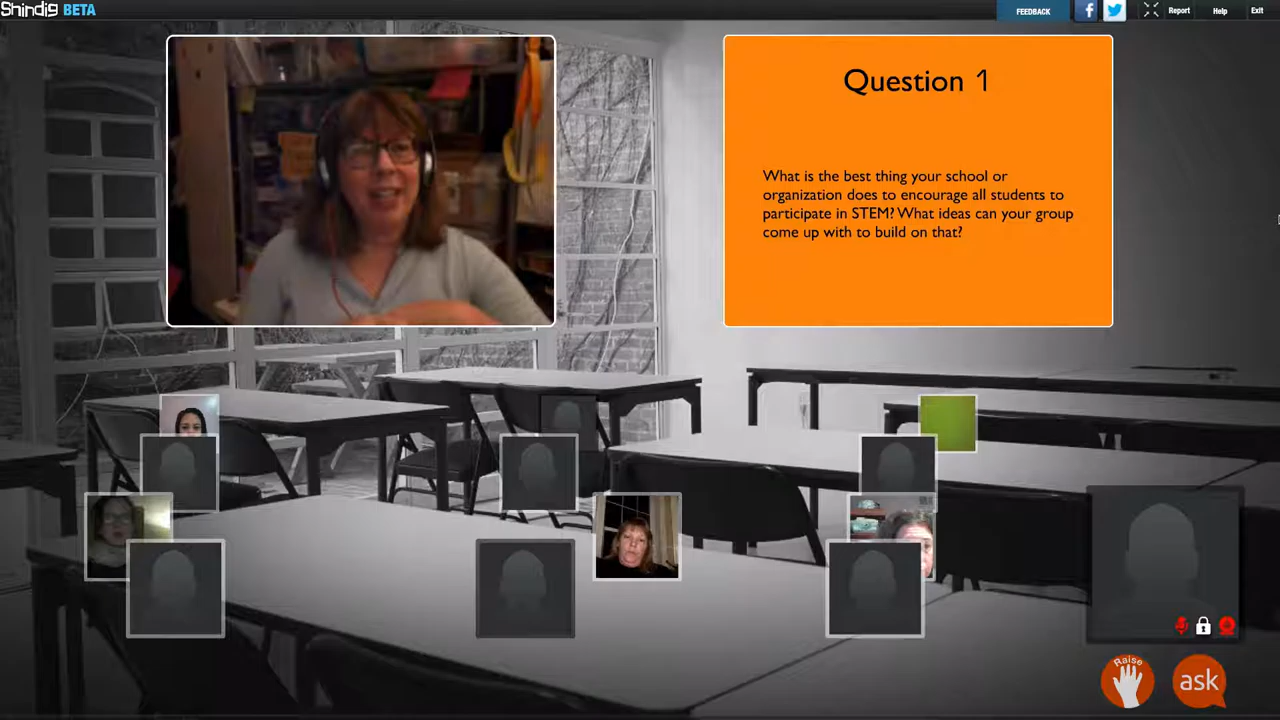 Shindig BETA
FEEDBACK
Report
Help
Exit
Question 1
What is the best thing your school or
organization does to encourage all students to
participate in STEM? What ideas can your group
come up with to build on that?
Raise
ask